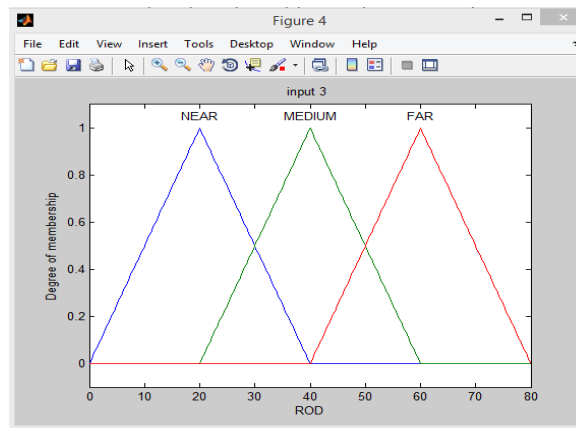 Figure 4
File Edit View Insert Tools Desktop Window Help
input 3
NEAR MEDIUM FAR
1
0.8
0.6
0.4
0.2
0
Degree of membership
0 10 20 30 40 50 60 70 80
ROD